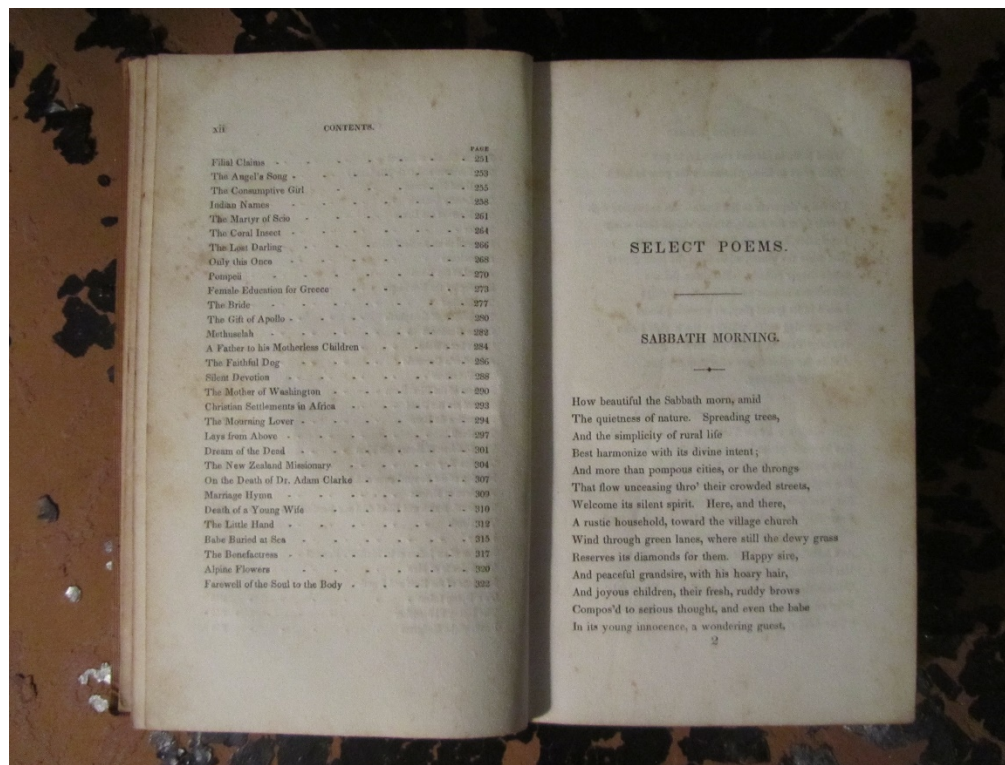 xii CONTENTS.
PAGE
Filial Claims - - - - - - 251
The Angel's Song - - - - - - 253
The Consumptive Girl - - - - - 255
Indian Names - - - - - - 258
The Martyr of Scio - - - - - - 261
The Coral Insect - - - - - - 264
The Lost Darling - - - - - - 266
Only this Once - - - - - 268
Pompeii - - - - - - 270
Female Education for Greece - - - - 273
The Bride - - - - - - 277
The Gift of Apollo - - - - - - 280
Methuselah - - - - - - 282
A Father to his Motherless Children - - - - 284
The Faithful Dog - - - - - - 286
Silent Devotion - - - - - - 288
The Mother of Washington - - - - - 290
Christian Settlements in Africa - - - - 293
The Mourning Lover - - - - - - 294
Lays from Above - - - - - - 297
Dream of the Dead - - - - - 301
The New Zealand Missionary - - - - 304
On the Death of Dr. Adam Clarke - - - - 307
Marriage Hymn - - - - - - 309
Death of a Young Wife - - - - - 310
The Little Hand - - - - - - 312
Babe Buried at Sea - - - - - 315
The Benefactress - - - - - - 317
Alpine Flowers - - - - - 320
Farewell of the Soul to the Body - - - - 322
SELECT POEMS.
SABBATH MORNING.
How beautiful the Sabbath morn, amid
The quietness of nature. Spreading trees,
And the simplicity of rural life
Best harmonize with its divine intent;
And more than pompous cities, or the throngs
That flow unceasing thro' their crowded streets,
Welcome its silent spirit. Here, and there,
A rustic household, toward the village church
Wind through green lanes, where still the dewy grass
Reserves its diamonds for them. Happy sire,
And peaceful grandsire, with his hoary hair,
And joyous children, their fresh, ruddy brows
Compos'd to serious thought, and even the babe
In its young innocence, a wondering guest,
2